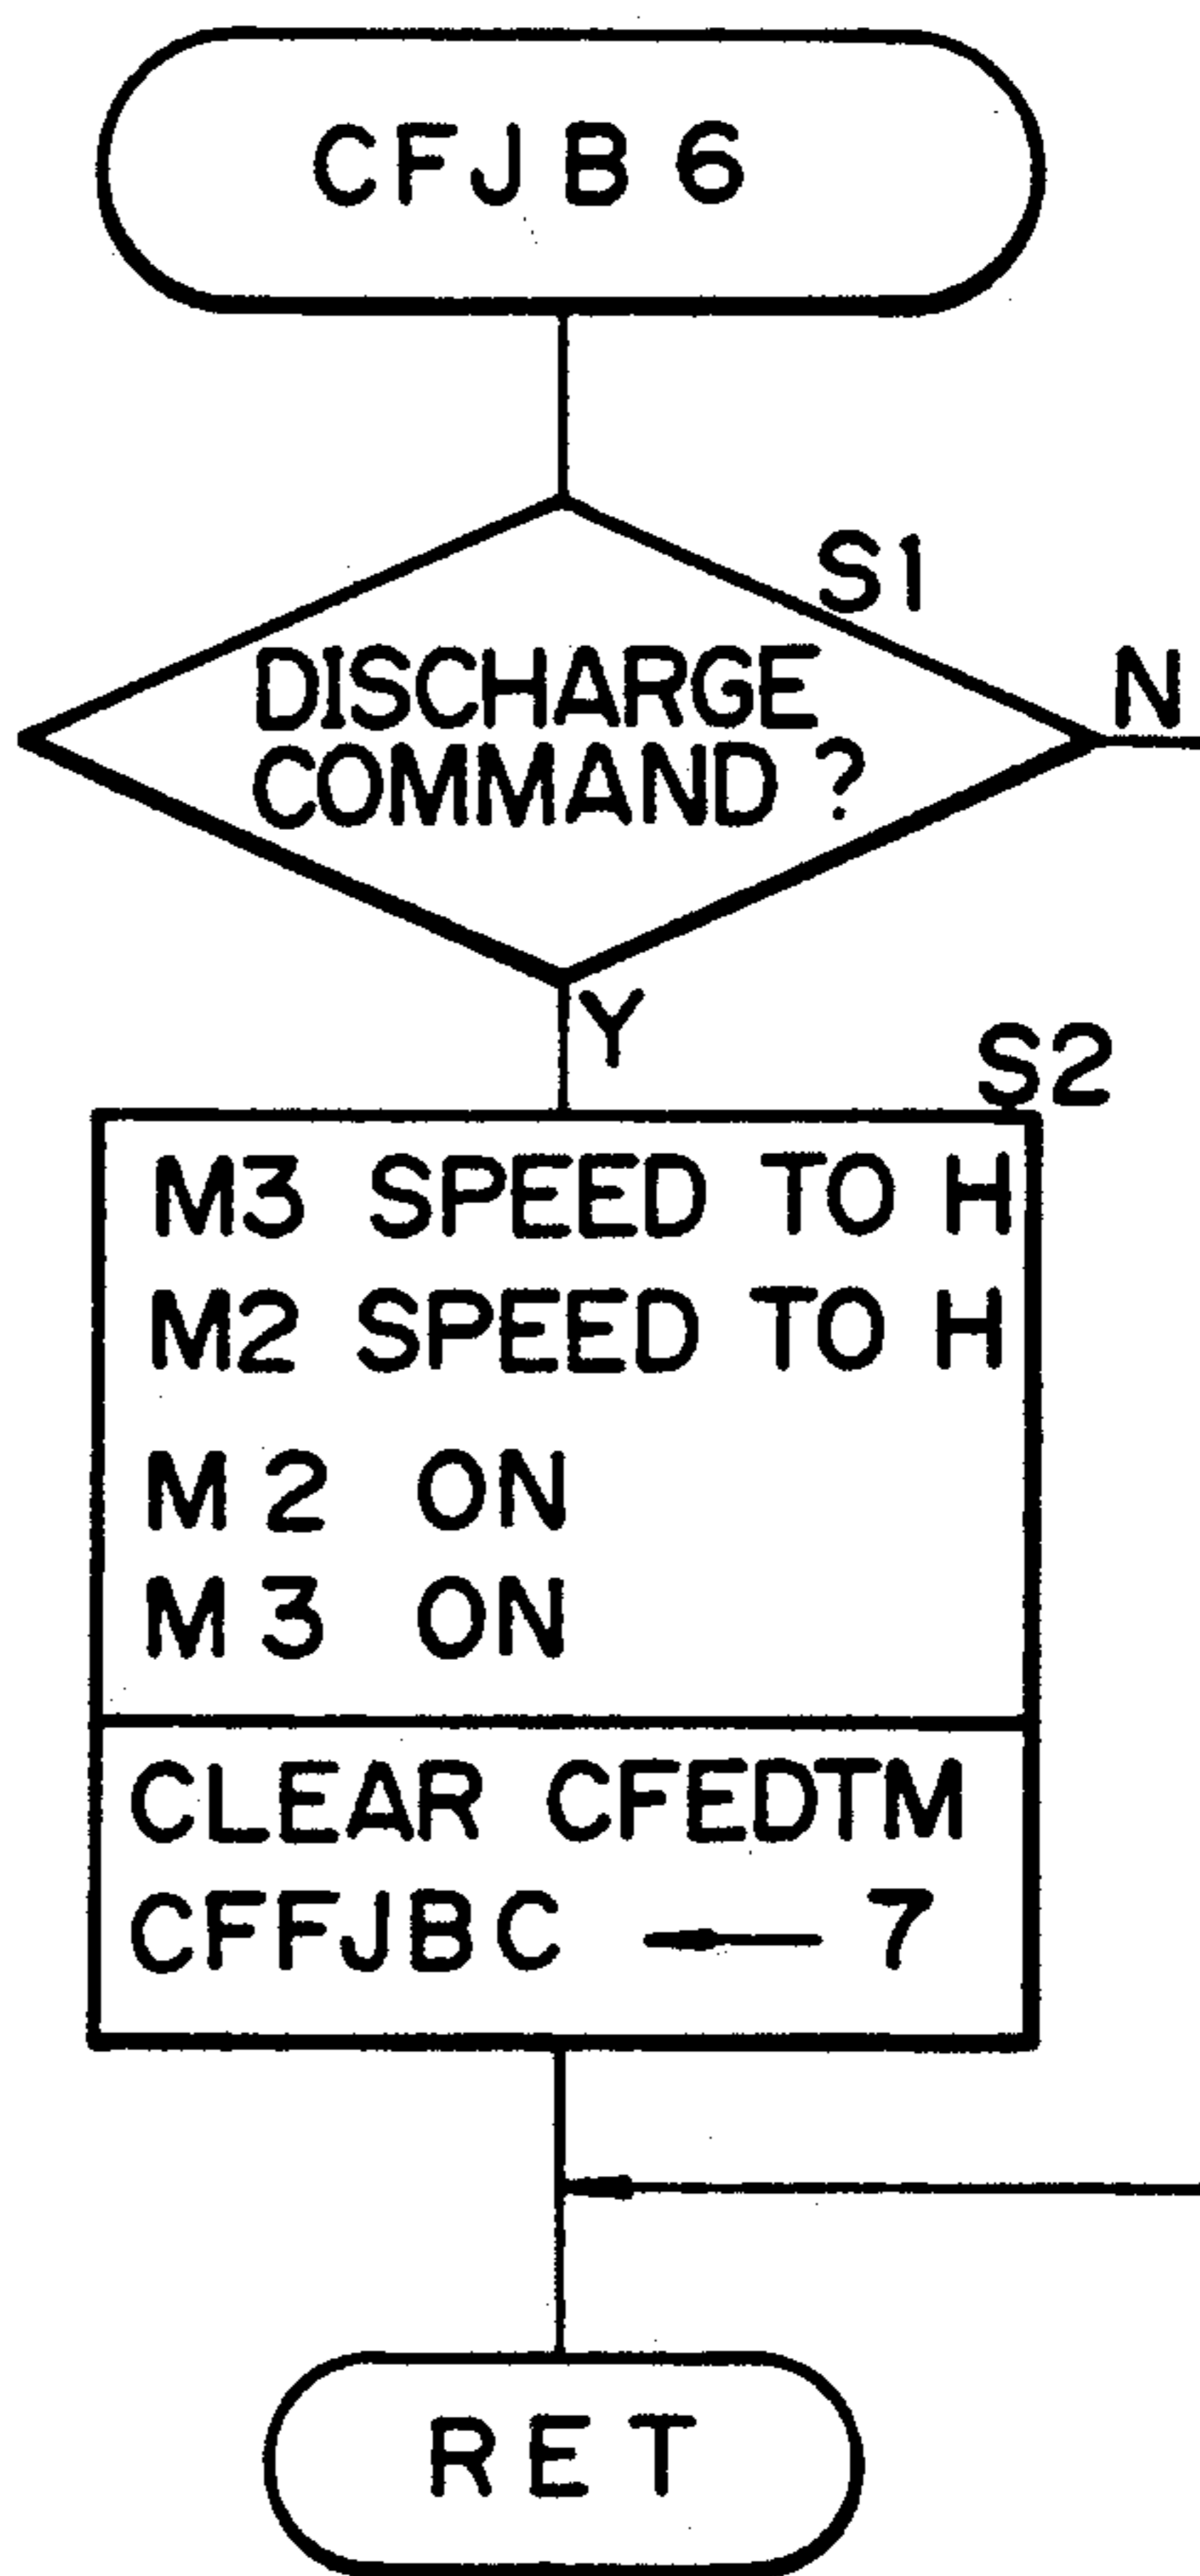 CFJB6
S1
DISCHARGE
COMMAND ?
N
Y
S2
M3 SPEED TO H
M2 SPEED TO H
M2 ON
M3 ON
CLEAR CFEDTM
CFFJBC ← 7
RET